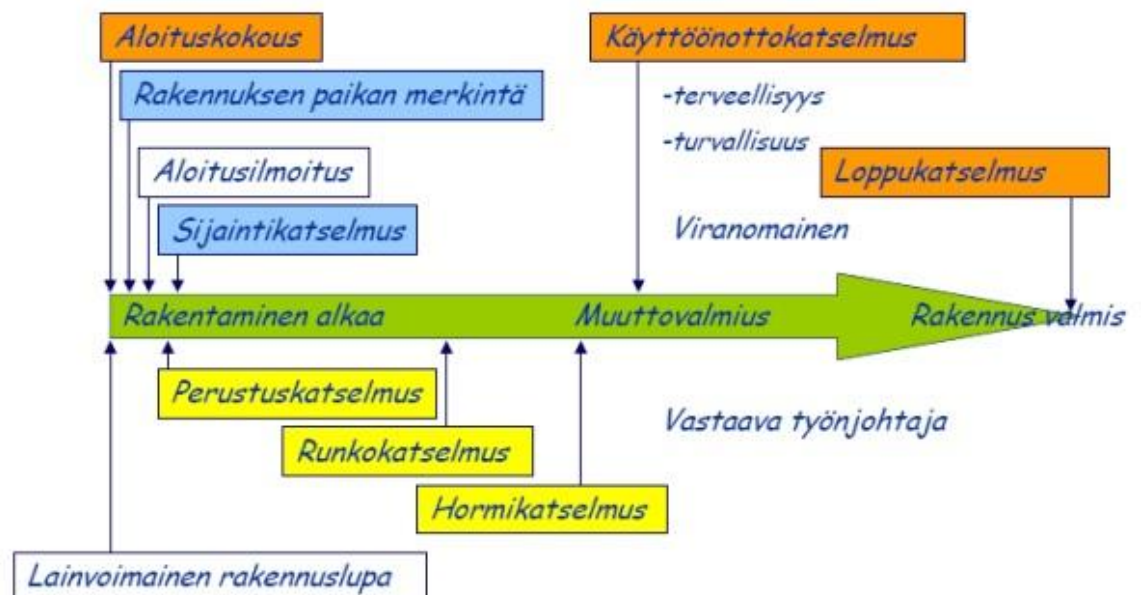 Aloituskokous
Käyttöönottokatselmus
Rakennuksen paikan merkintä
-terveellisyys
-turvallisuus
Aloitusilmoitus
Loppukatselmus
Sijaintikatselmus
Viranomainen
Rakentaminen alkaa
Muuttovalmius
Rakennus valmis
Perustuskatselmus
Vastaava työnjohtaja
Runkokatselmus
Hormikatselmus
Lainvoimainen rakennuslupa